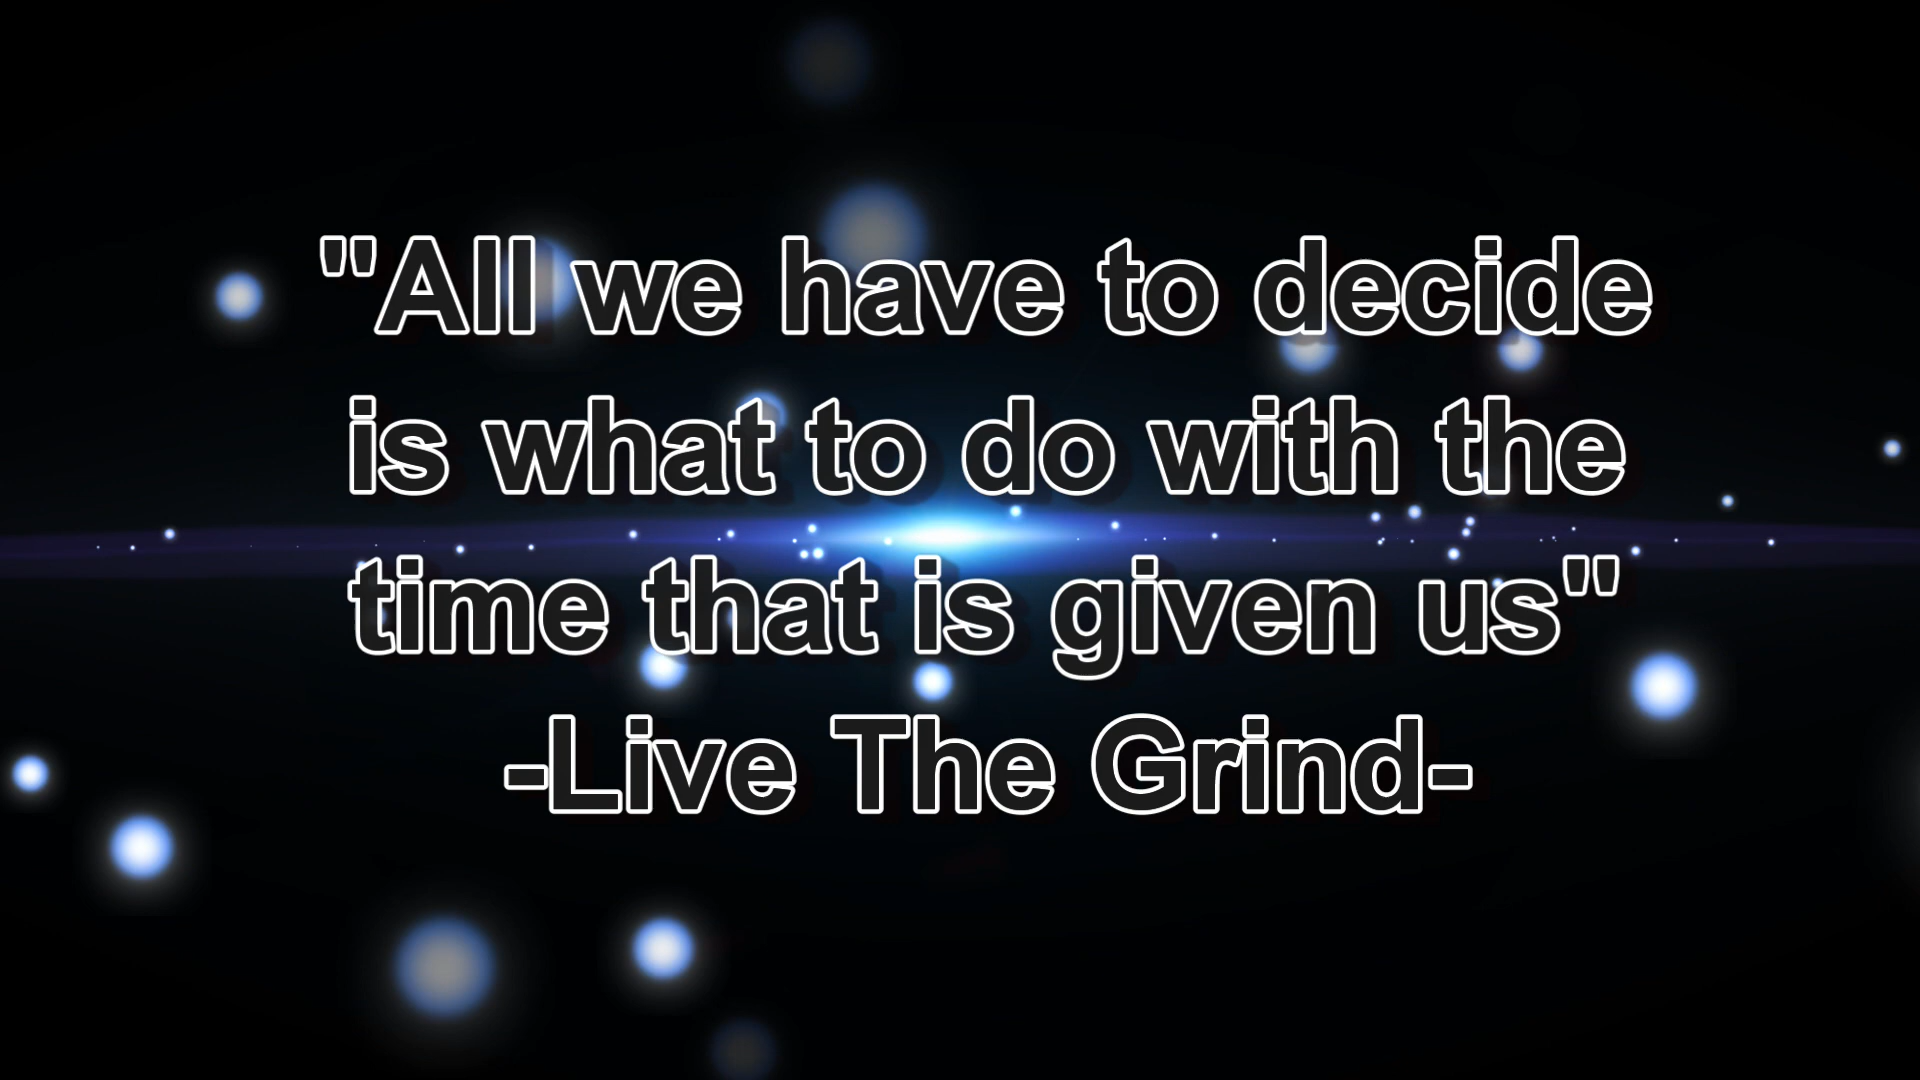 "All we have to decide
is what to do with the
time that is given us"
-Live The Grind-